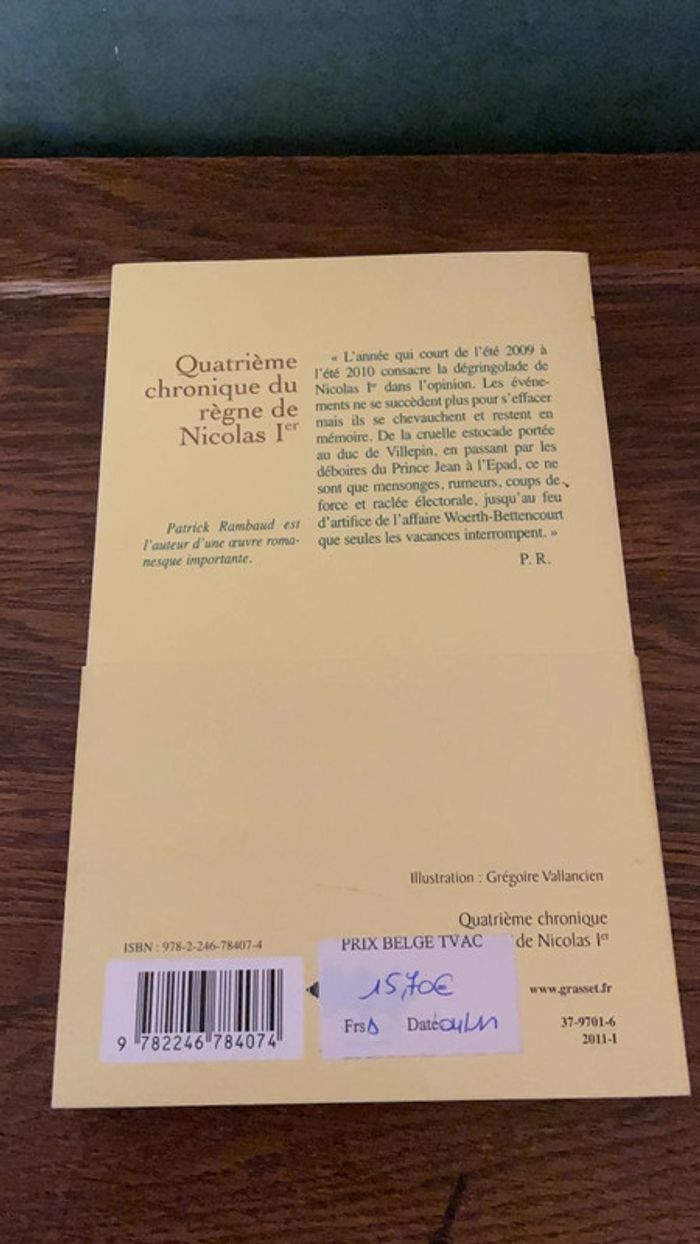 Quatrième
chronique du
règne de
Nicolas Ier
Patrick Rambaud est
l'auteur d'une œuvre roma-
nesque importante.
« L'année qui court de l'été 2009 à
l'été 2010 consacre la dégringolade de
Nicolas Ier dans l'opinion. Les événe-
ments ne se succèdent plus pour s'effacer
mais ils se chevauchent et restent en
mémoire. De la cruelle estocade portée
au duc de Villepin, en passant par les
déboires du Prince Jean à l'Epad, ce ne
sont que mensonges, rumeurs, coups de
force et raclée électorale, jusqu'au feu
d'artifice de l'affaire Woerth-Bettencourt
que seules les vacances interrompent. »
P. R.
Illustration : Grégoire Vallancien
Quatrième chronique
de Nicolas Ier
ISBN : 978-2-246-78407-4
9 782246 784074
PRIX BELGE TVAC
15,70€
Frs Date
www.grasset.fr
37-9701-6
2011-I